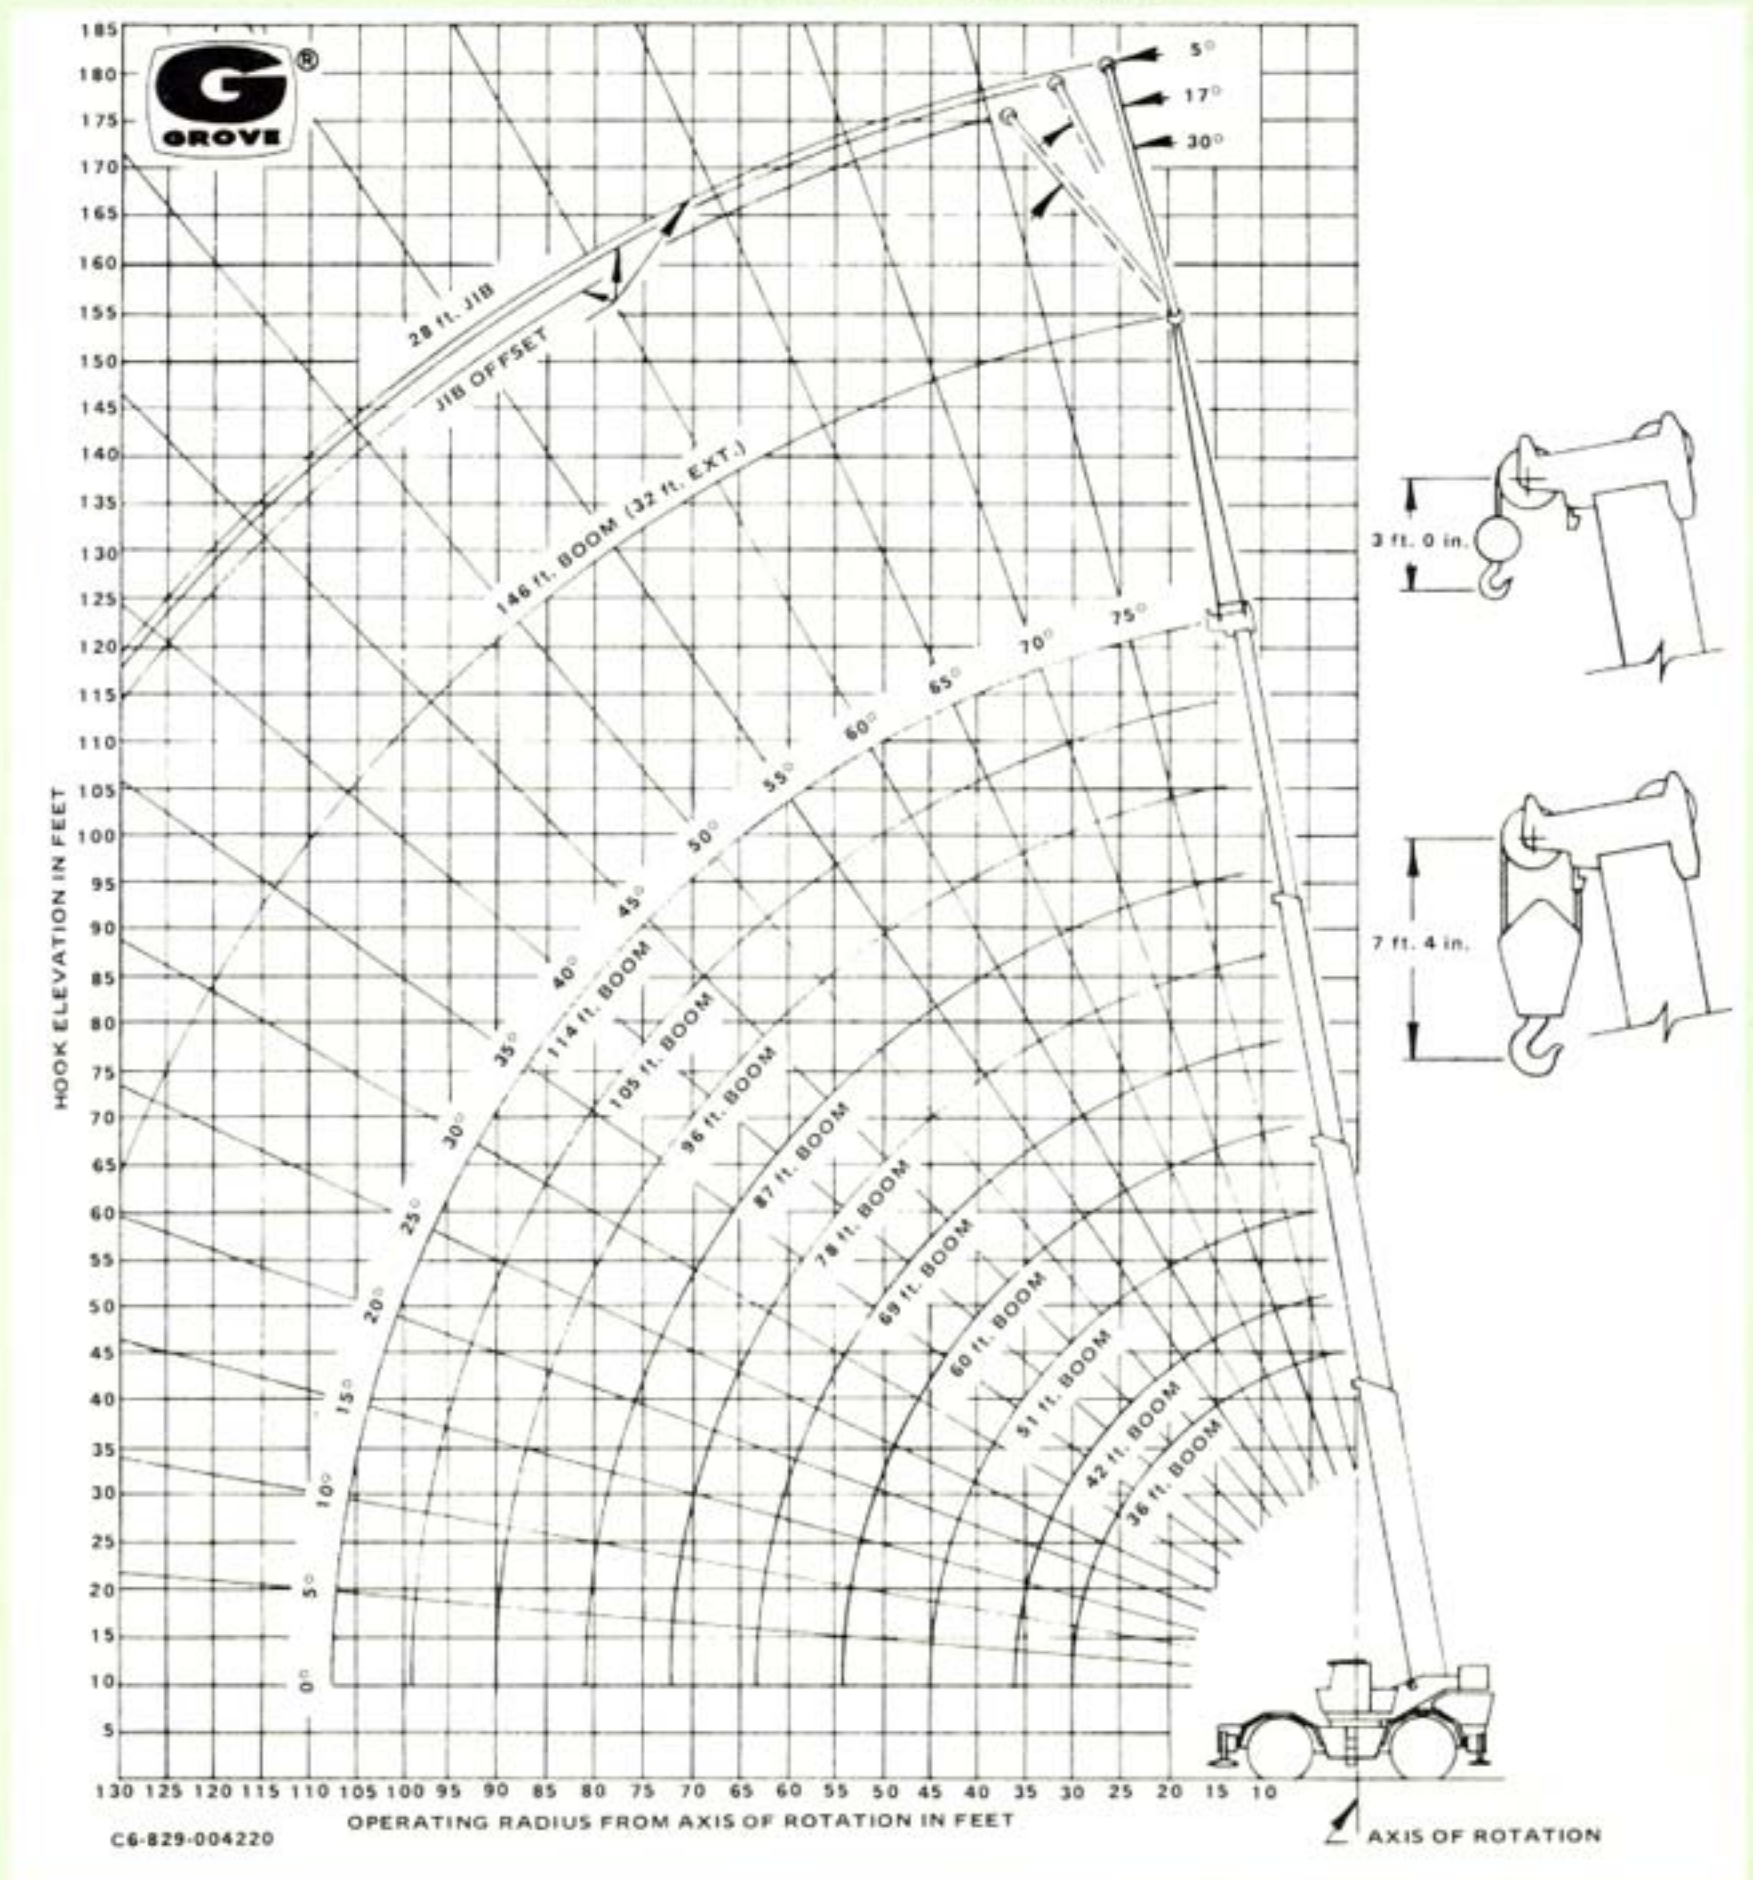 185
180
175
170
165
160
155
150
145
140
135
130
125
120
115
110
105
100
95
90
85
80
75
70
65
60
55
50
45
40
35
30
25
20
15
10
5
HOOK ELEVATION IN FEET
G®
GROVE
5°
17°
30°
28 ft. JIB
JIB OFFSET
146 ft. BOOM (32 ft. EXT.)
75°
70°
65°
60°
55°
50°
45°
40°
35°
30°
25°
20°
15°
10°
5°
0°
114 ft. BOOM
105 ft. BOOM
96 ft. BOOM
87 ft. BOOM
78 ft. BOOM
69 ft. BOOM
60 ft. BOOM
51 ft. BOOM
42 ft. BOOM
36 ft. BOOM
3 ft. 0 in.
7 ft. 4 in.
130 125 120 115 110 105 100 95 90 85 80 75 70 65 60 55 50 45 40 35 30 25 20 15 10
OPERATING RADIUS FROM AXIS OF ROTATION IN FEET
AXIS OF ROTATION
C6-829-004220